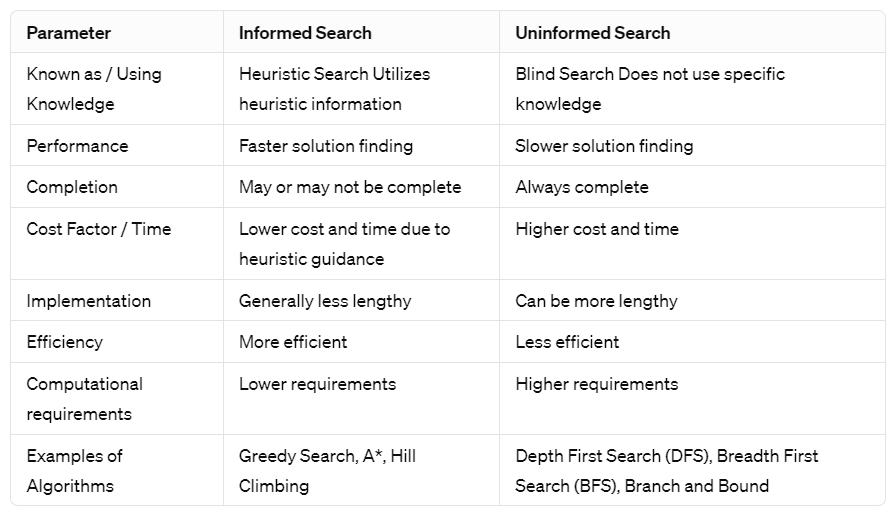 Parameter Informed Search Uninformed Search
Known as / Using Heuristic Search Utilizes Blind Search Does not use specific
Knowledge heuristic information knowledge
Performance Faster solution finding Slower solution finding
Completion May or may not be complete Always complete
Cost Factor / Time Lower cost and time due to Higher cost and time
heuristic guidance
Implementation Generally less lengthy Can be more lengthy
Efficiency More efficient Less efficient
Computational Lower requirements Higher requirements
requirements
Examples of Greedy Search, A*, Hill Depth First Search (DFS), Breadth First
Algorithms Climbing Search (BFS), Branch and Bound